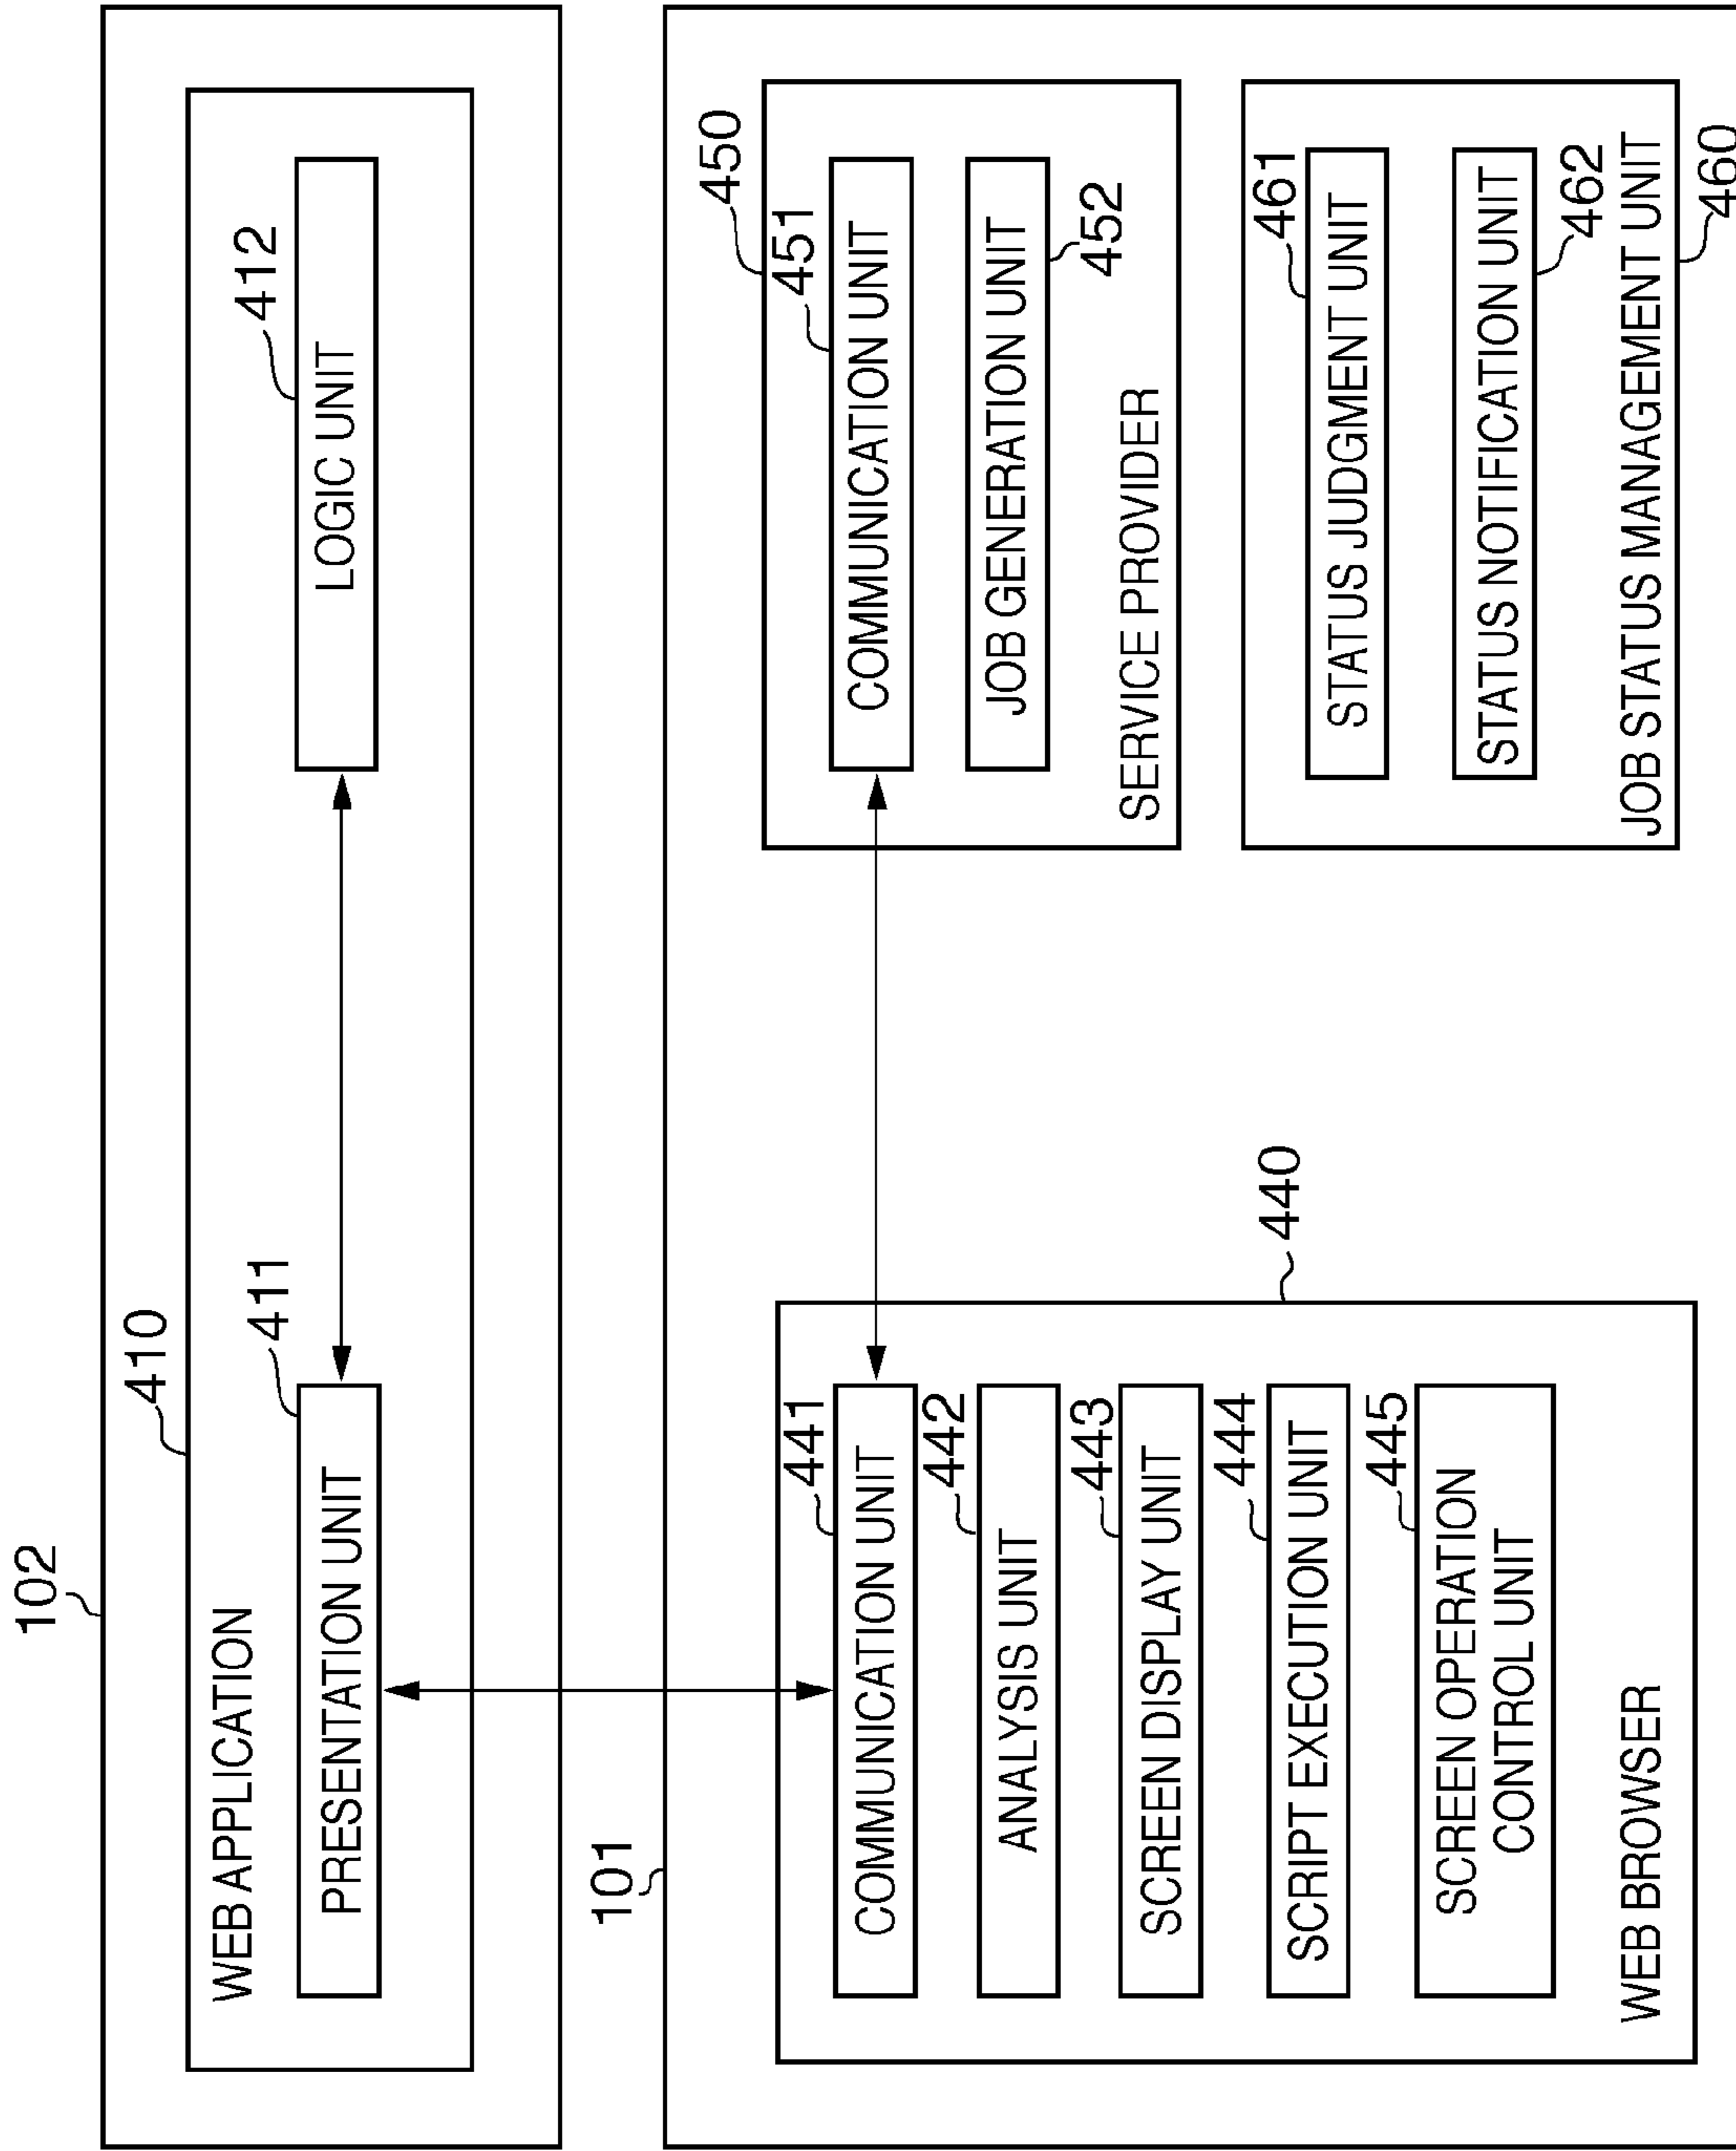 102
410
WEB APPLICATION
411
PRESENTATION UNIT
412
LOGIC UNIT
101
441
COMMUNICATION UNIT
442
ANALYSIS UNIT
443
SCREEN DISPLAY UNIT
444
SCRIPT EXECUTION UNIT
445
SCREEN OPERATION
CONTROL UNIT
WEB BROWSER
440
450
451
COMMUNICATION UNIT
JOB GENERATION UNIT
452
SERVICE PROVIDER
461
STATUS JUDGMENT UNIT
STATUS NOTIFICATION UNIT
462
JOB STATUS MANAGEMENT UNIT
460